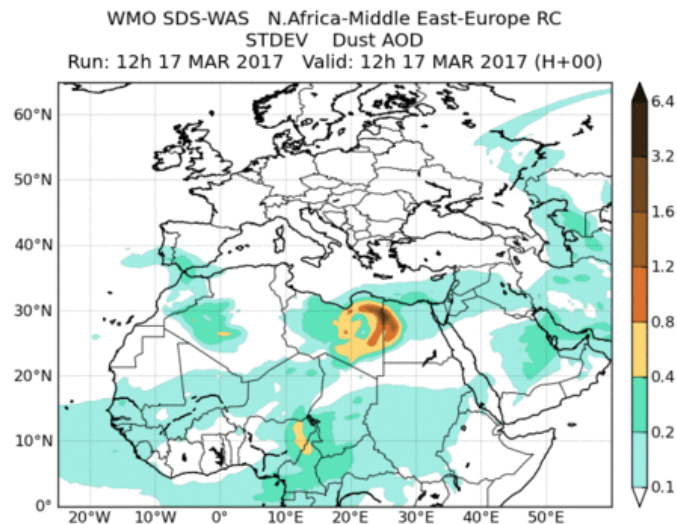 WMO SDS-WAS N.Africa-Middle East-Europe RC
STDEV Dust AOD
Run: 12h 17 MAR 2017 Valid: 12h 17 MAR 2017 (H+00)
60°N
50°N
40°N
30°N
20°N
10°N
0°
20°W
10°W
0°
10°E
20°E
30°E
40°E
50°E
6.4
3.2
1.6
1.2
0.8
0.4
0.2
0.1